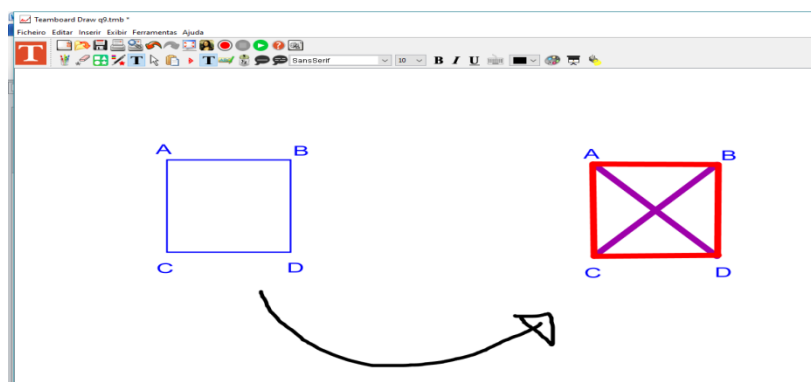 Teamboard Draw q9.tmb *
Ficheiro Editar Inserir Exibir Ferramentas Ajuda
T T T SansSerif 10 B I U
A B A B
C D C D